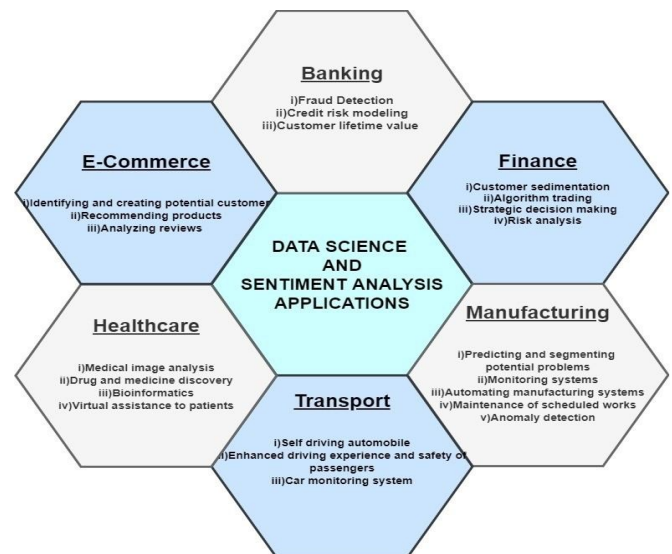 Banking
i)Fraud Detection
ii)Credit risk modeling
iii)Customer lifetime value
E-Commerce
i)Identifying and creating potential customer
ii)Recommending products
iii)Analyzing reviews
Finance
i)Customer sedimentation
ii)Algorithm trading
iii)Strategic decision making
iv)Risk analysis
DATA SCIENCE
AND
SENTIMENT ANALYSIS
APPLICATIONS
Healthcare
i)Medical image analysis
ii)Drug and medicine discovery
iii)Bioinformatics
iv)Virtual assistance to patients
Manufacturing
i)Predicting and segmenting
potential problems
ii)Monitoring systems
iii)Automating manufacturing systems
iv)Maintenance of scheduled works
v)Anomaly detection
Transport
i)Self driving automobile
ii)Enhanced driving experience and safety of
passengers
iii)Car monitoring system